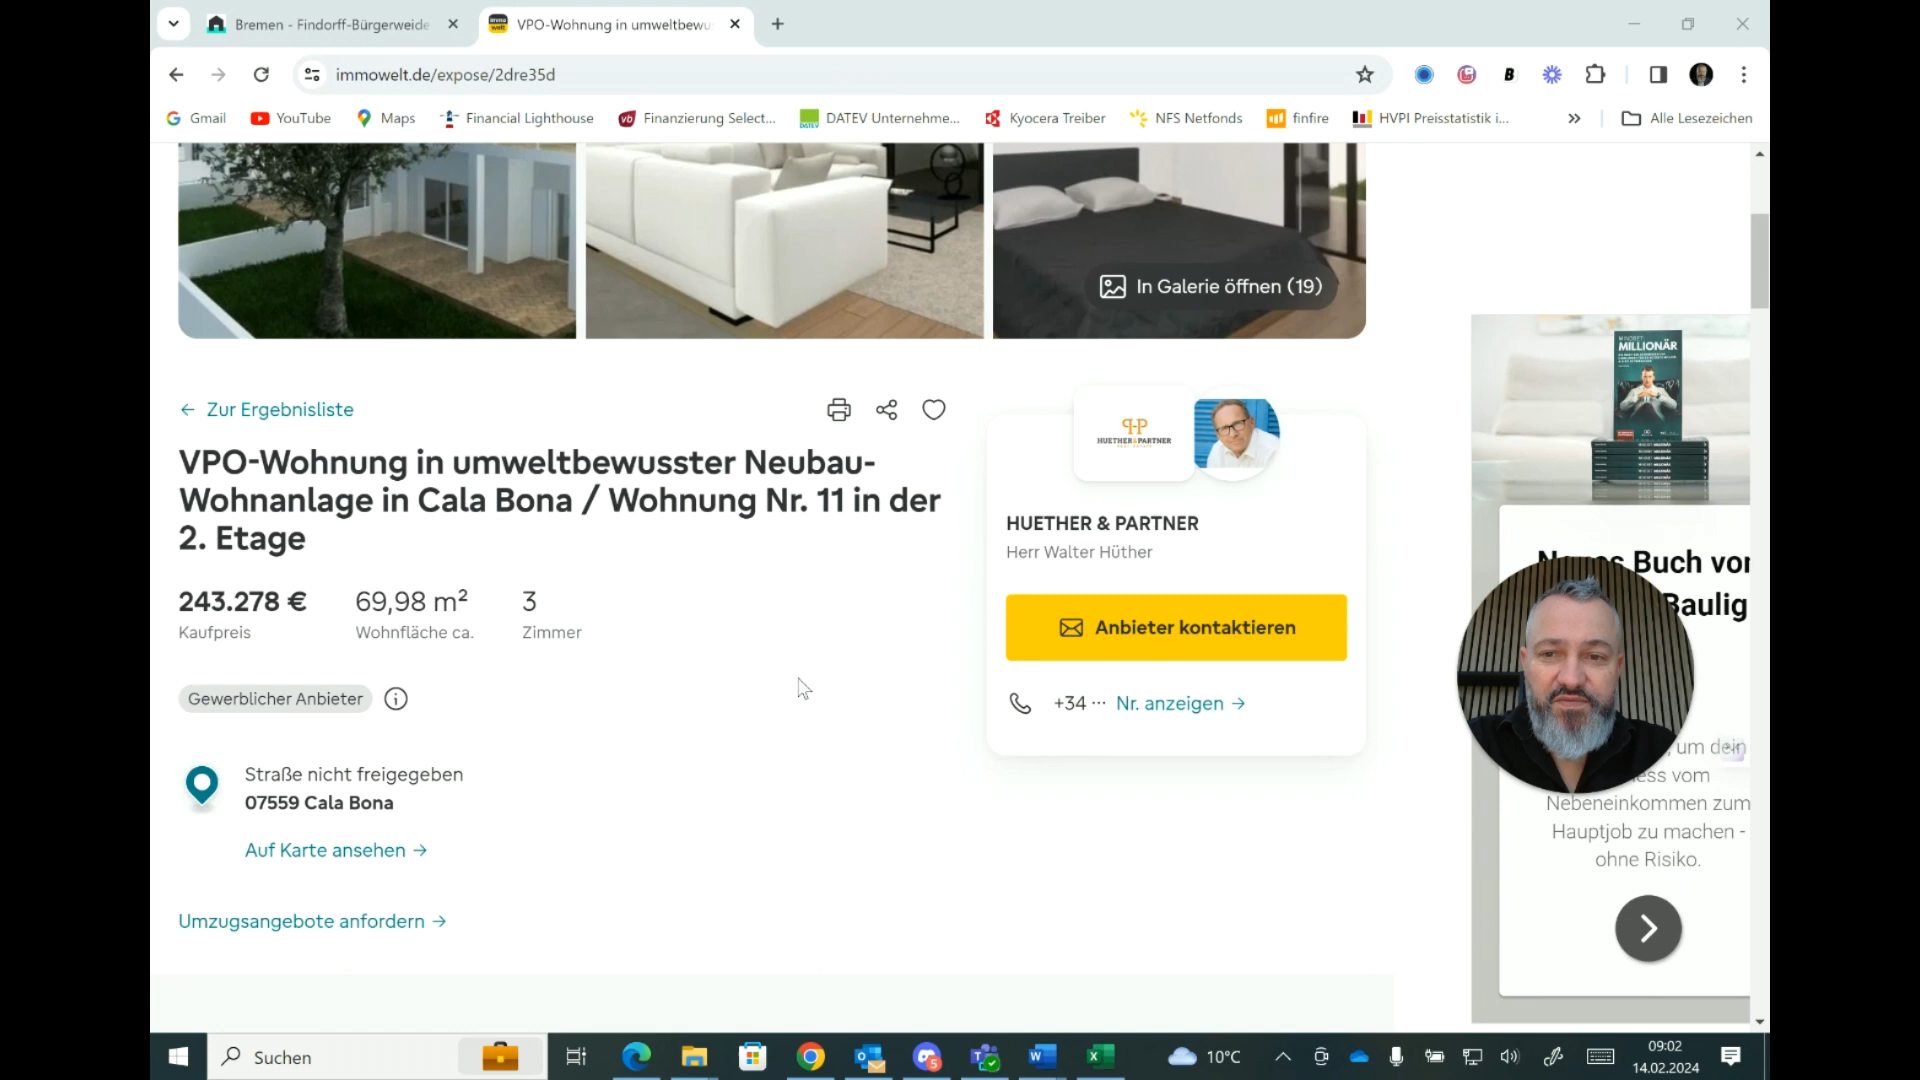 Bremen - Findorff-Bürgerweide
VPO-Wohnung in umweltbewus
immowelt.de/expose/2dre35d
Gmail
YouTube
Maps
Financial Lighthouse
Finanzierung Select...
DATEV Unternehme...
Kyocera Treiber
NFS Netfonds
finfire
HVPI Preisstatistik i...
Alle Lesezeichen
In Galerie öffnen (19)
MILLIONÄR
Zur Ergebnisliste
HUETHER & PARTNER
VPO-Wohnung in umweltbewusster Neubau-
Wohnanlage in Cala Bona / Wohnung Nr. 11 in der
2. Etage
243.278 €
69,98 m²
3
Kaufpreis
Wohnfläche ca.
Zimmer
Gewerblicher Anbieter
Straße nicht freigegeben
07559 Cala Bona
Auf Karte ansehen
Umzugsangebote anfordern
HUETHER & PARTNER
Herr Walter Hüther
Anbieter kontaktieren
+34 ··· Nr. anzeigen
Buch vor
Baulig
, um dein
vom
Nebeneinkommen zum
Hauptjob zu machen -
ohne Risiko.
Suchen
10°C
09:02
14.02.2024